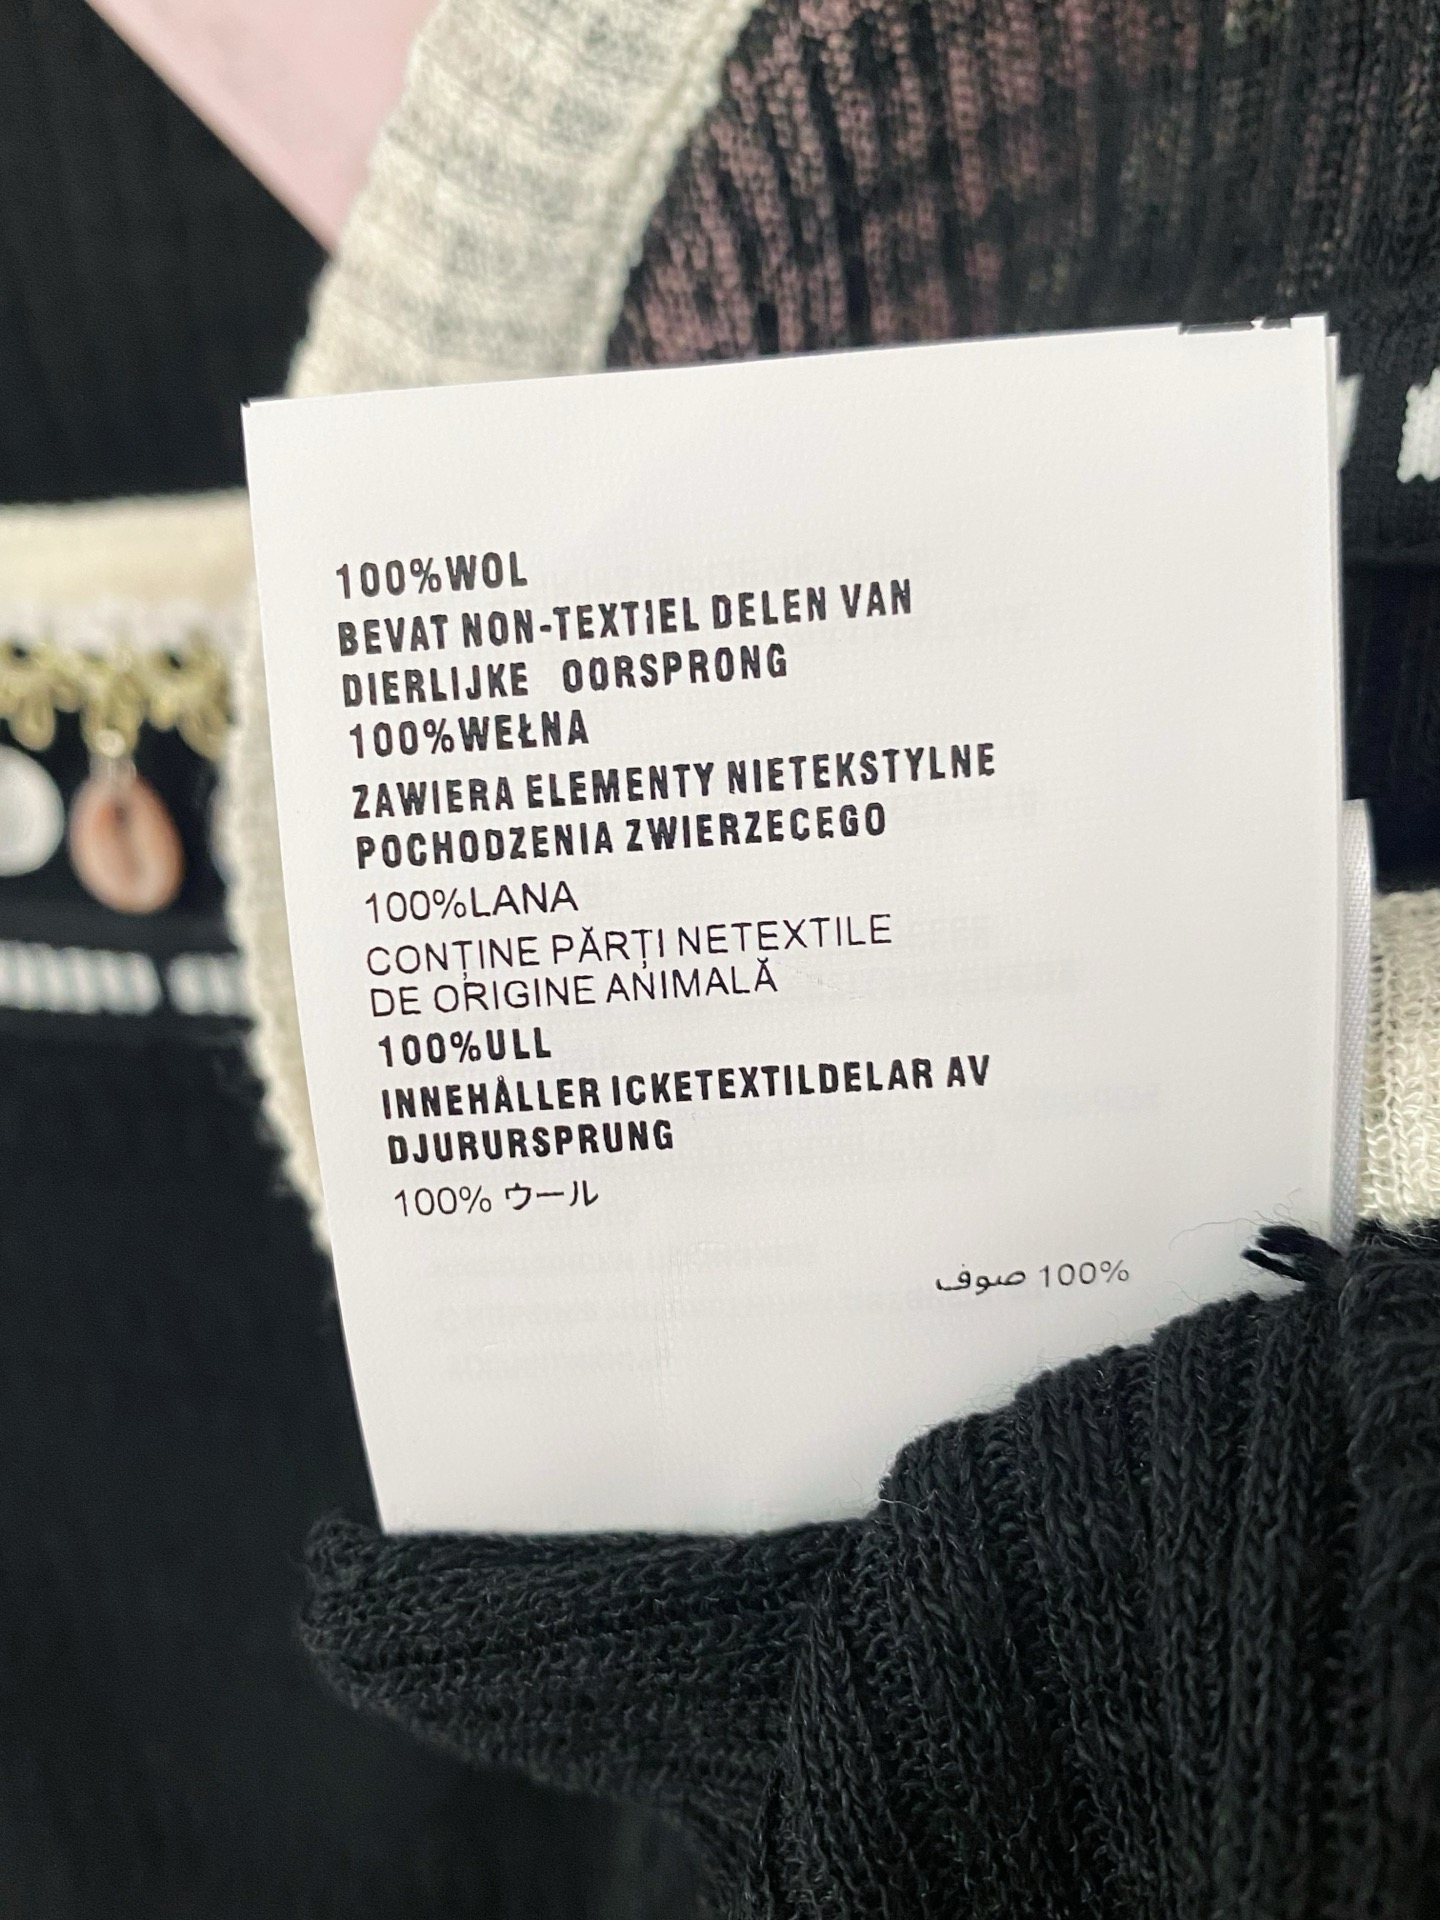 100%WOL
BEVAT NON-TEXTIEL DELEN VAN
DIERLIJKE OORSPRONG
100%WEŁNA
ZAWIERA ELEMENTY NIETEKSTYLNE
POCHODZENIA ZWIERZECEGO
100%LANA
CONȚINE PĂRȚI NETEXTILE
DE ORIGINE ANIMALĂ
100%ULL
INNEHÅLLER ICKETEXTILDELAR AV
DJURURSPRUNG
100% ウール
100% صوف